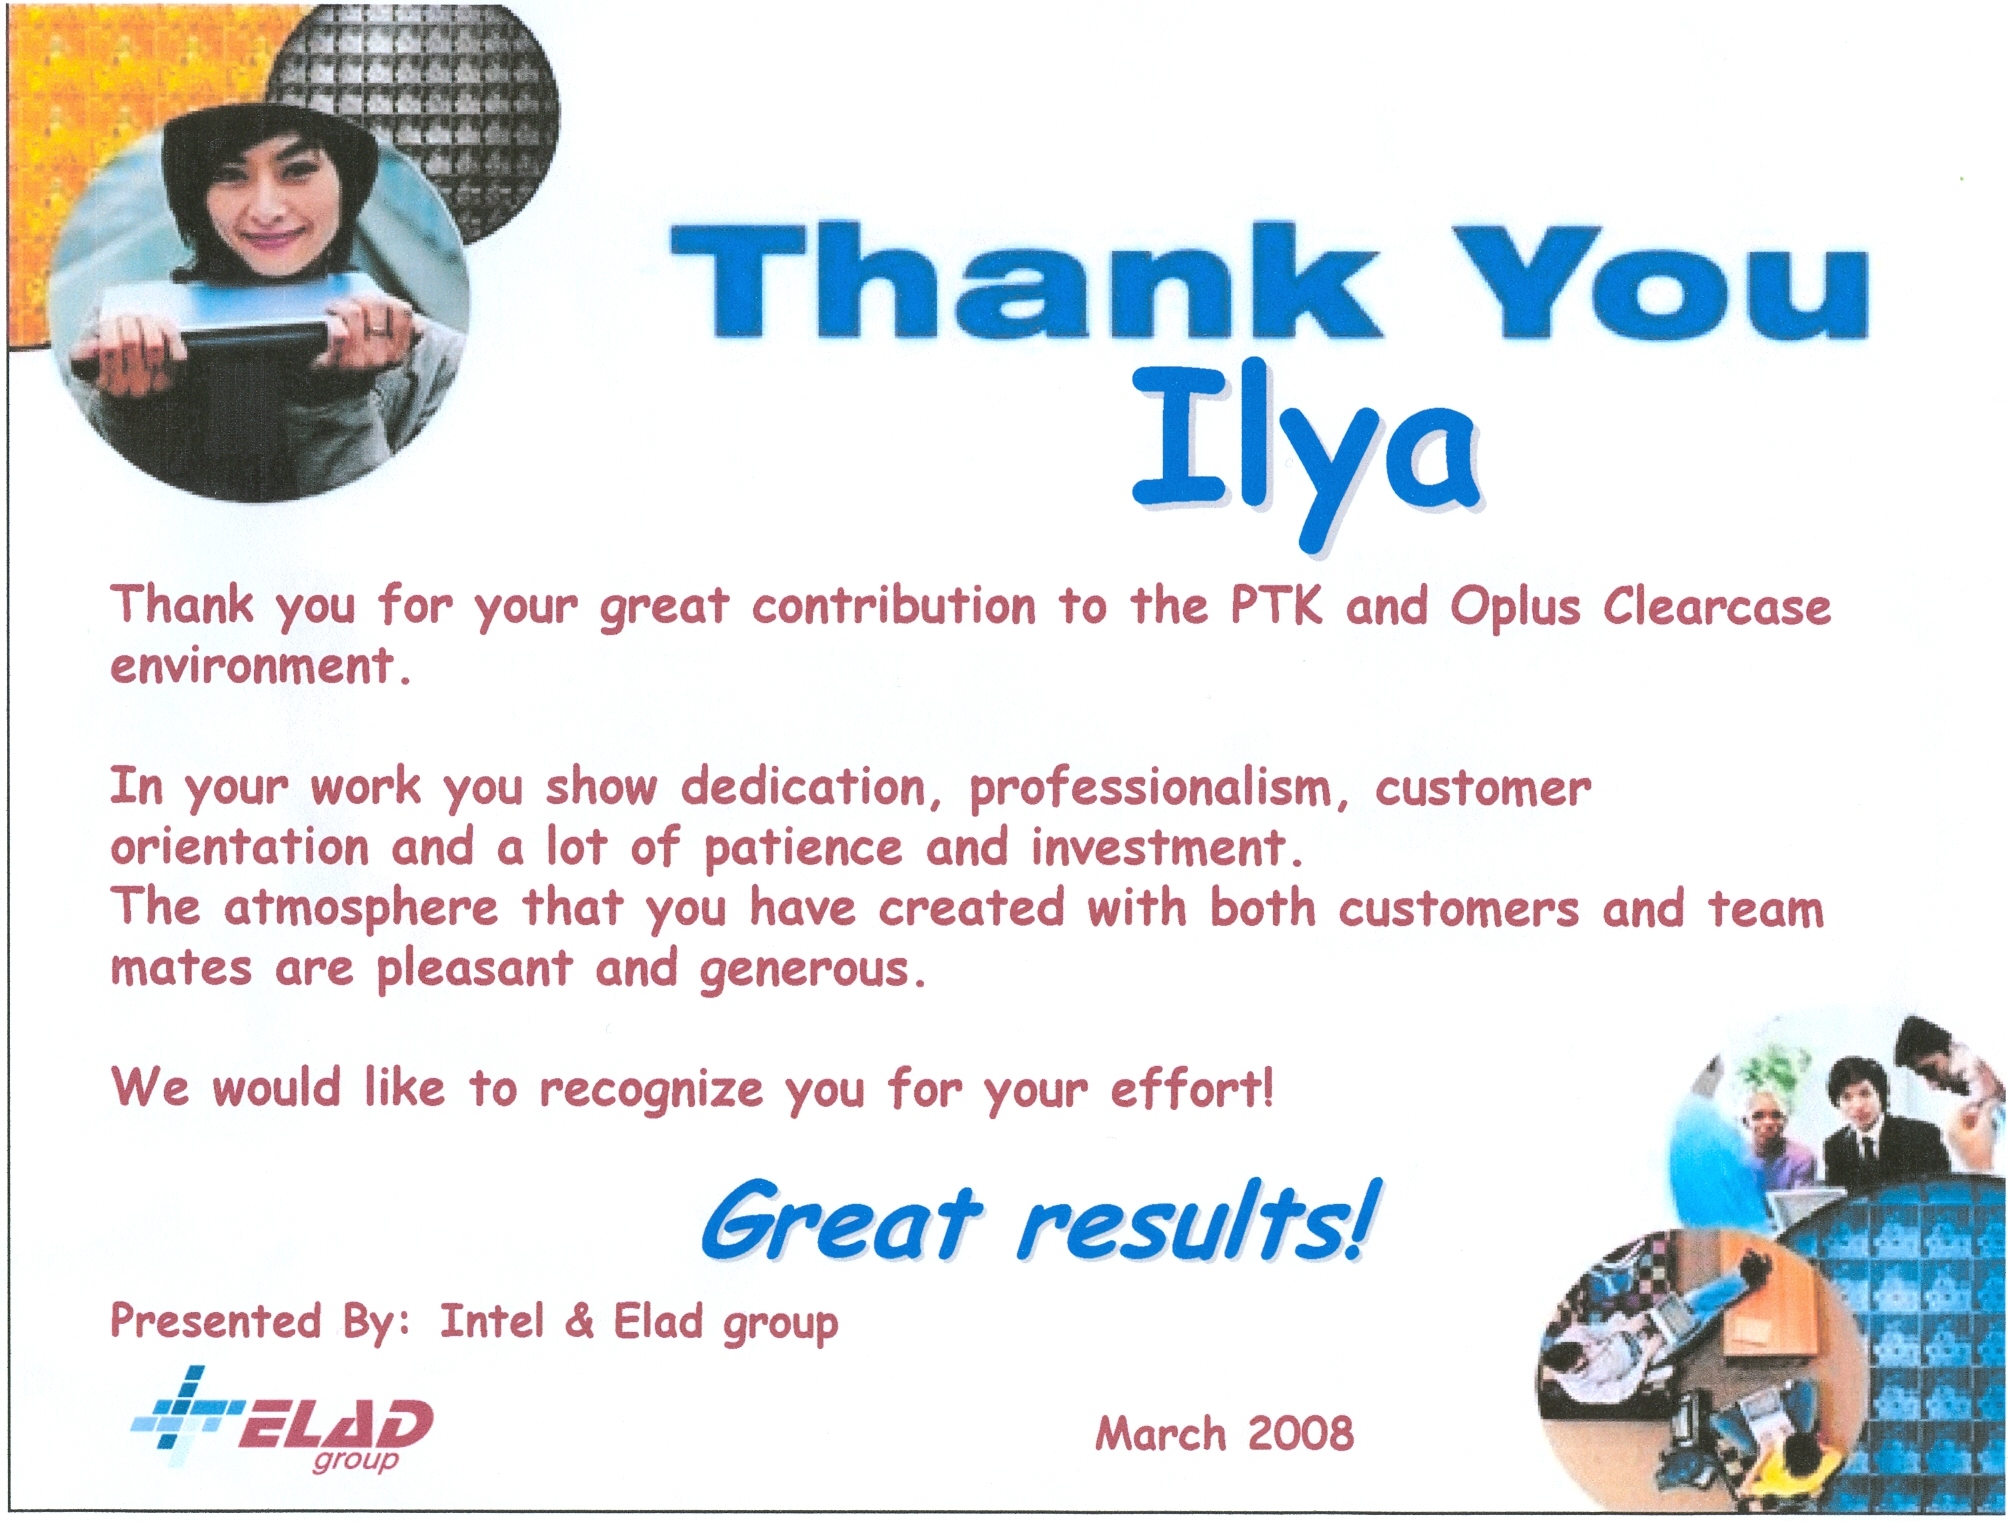 Thank You
Ilya
Thank you for your great contribution to the PTK and Oplus Clearcase
environment.
In your work you show dedication, professionalism, customer
orientation and a lot of patience and investment.
The atmosphere that you have created with both customers and team
mates are pleasant and generous.
We would like to recognize you for your effort!
Great results!
Presented By: Intel & Elad group
ELAD
group
March 2008